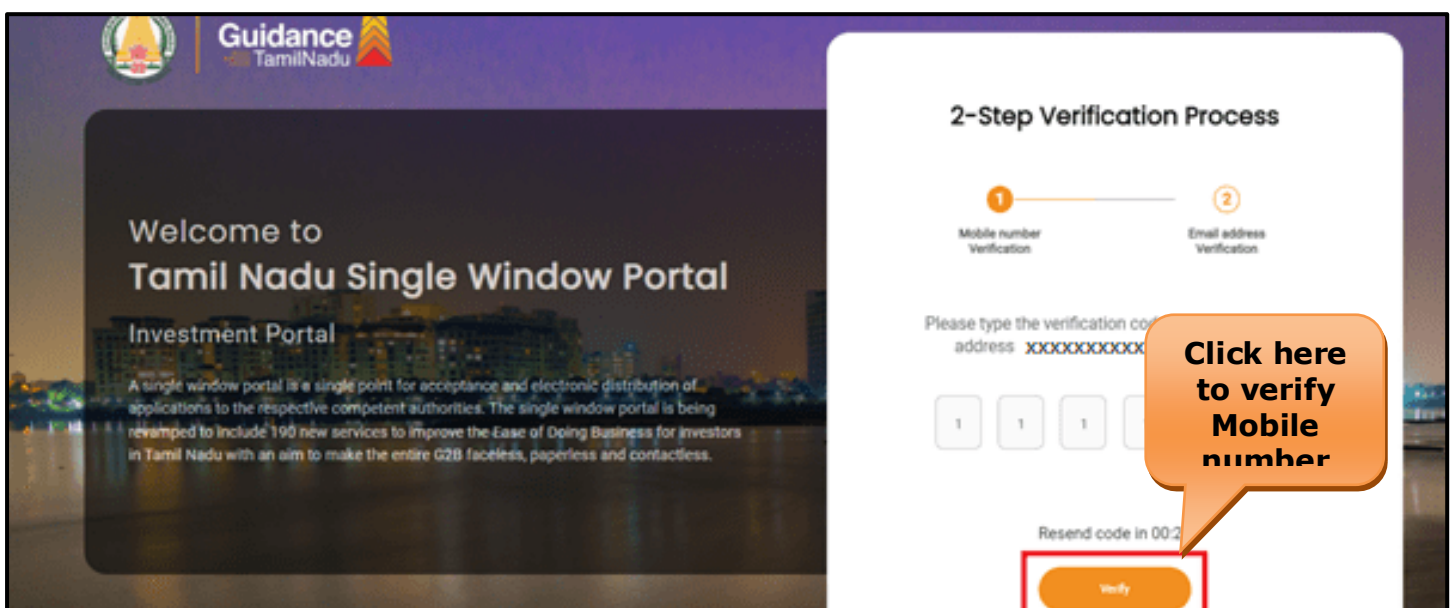 Guidance
TamilNadu
Welcome to
Tamil Nadu Single Window Portal
Investment Portal
A single window portal is a single point for acceptance and electronic distribution of
applications to the respective competent authorities. The single window portal is being
revamped to include 190 new services to improve the Ease of Doing Business for investors
in Tamil Nadu with an aim to make the entire G2B faceless, paperless and contactless.
2-Step Verification Process
1
2
Mobile number
Verification
Email address
Verification
Please type the verification
address xxxxxxxxxx
1 1 1
Resend code in 00:2
Verify
Click here
to verify
Mobile
number